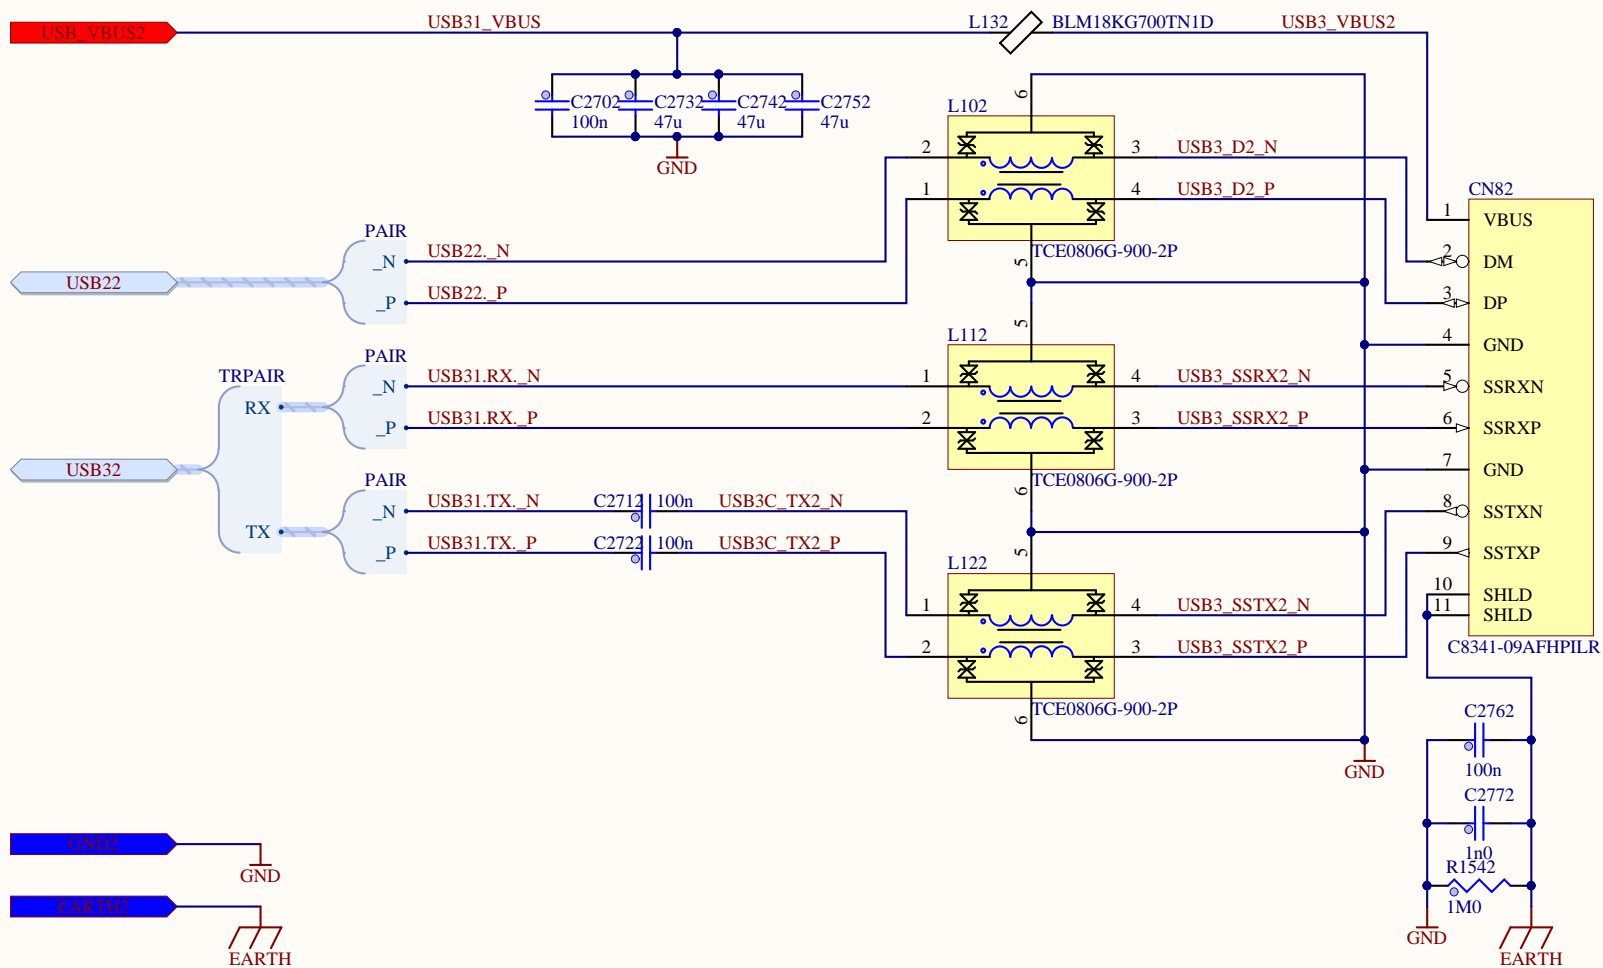 USB_VBUS2
USB31_VBUS
L132
BLM18KG700TN1D
USB3_VBUS2
C2702
100n
C2732
47u
C2742
47u
C2752
47u
GND
L102
6
2
1
3
4
5
TCE0806G-900-2P
USB3_D2_N
USB3_D2_P
CN82
1 VBUS
2 DM
3 DP
4 GND
5 SSRXN
6 SSRXP
7 GND
8 SSTXN
9 SSTXP
10 SHLD
11 SHLD
C8341-09AFHPILR
USB22
PAIR
_N
_P
USB22._N
USB22._P
L112
5
1
2
4
3
6
TCE0806G-900-2P
USB3_SSRX2_N
USB3_SSRX2_P
USB32
TRPAIR
RX
TX
PAIR
_N
_P
USB31.RX._N
USB31.RX._P
PAIR
_N
_P
USB31.TX._N
USB31.TX._P
C2712
100n
C2722
100n
USB3C_TX2_N
USB3C_TX2_P
L122
5
1
2
4
3
6
TCE0806G-900-2P
USB3_SSTX2_N
USB3_SSTX2_P
GND
C2762
100n
C2772
1n0
R1542
1M0
GND
EARTH
GND2
GND
EARTH2
EARTH